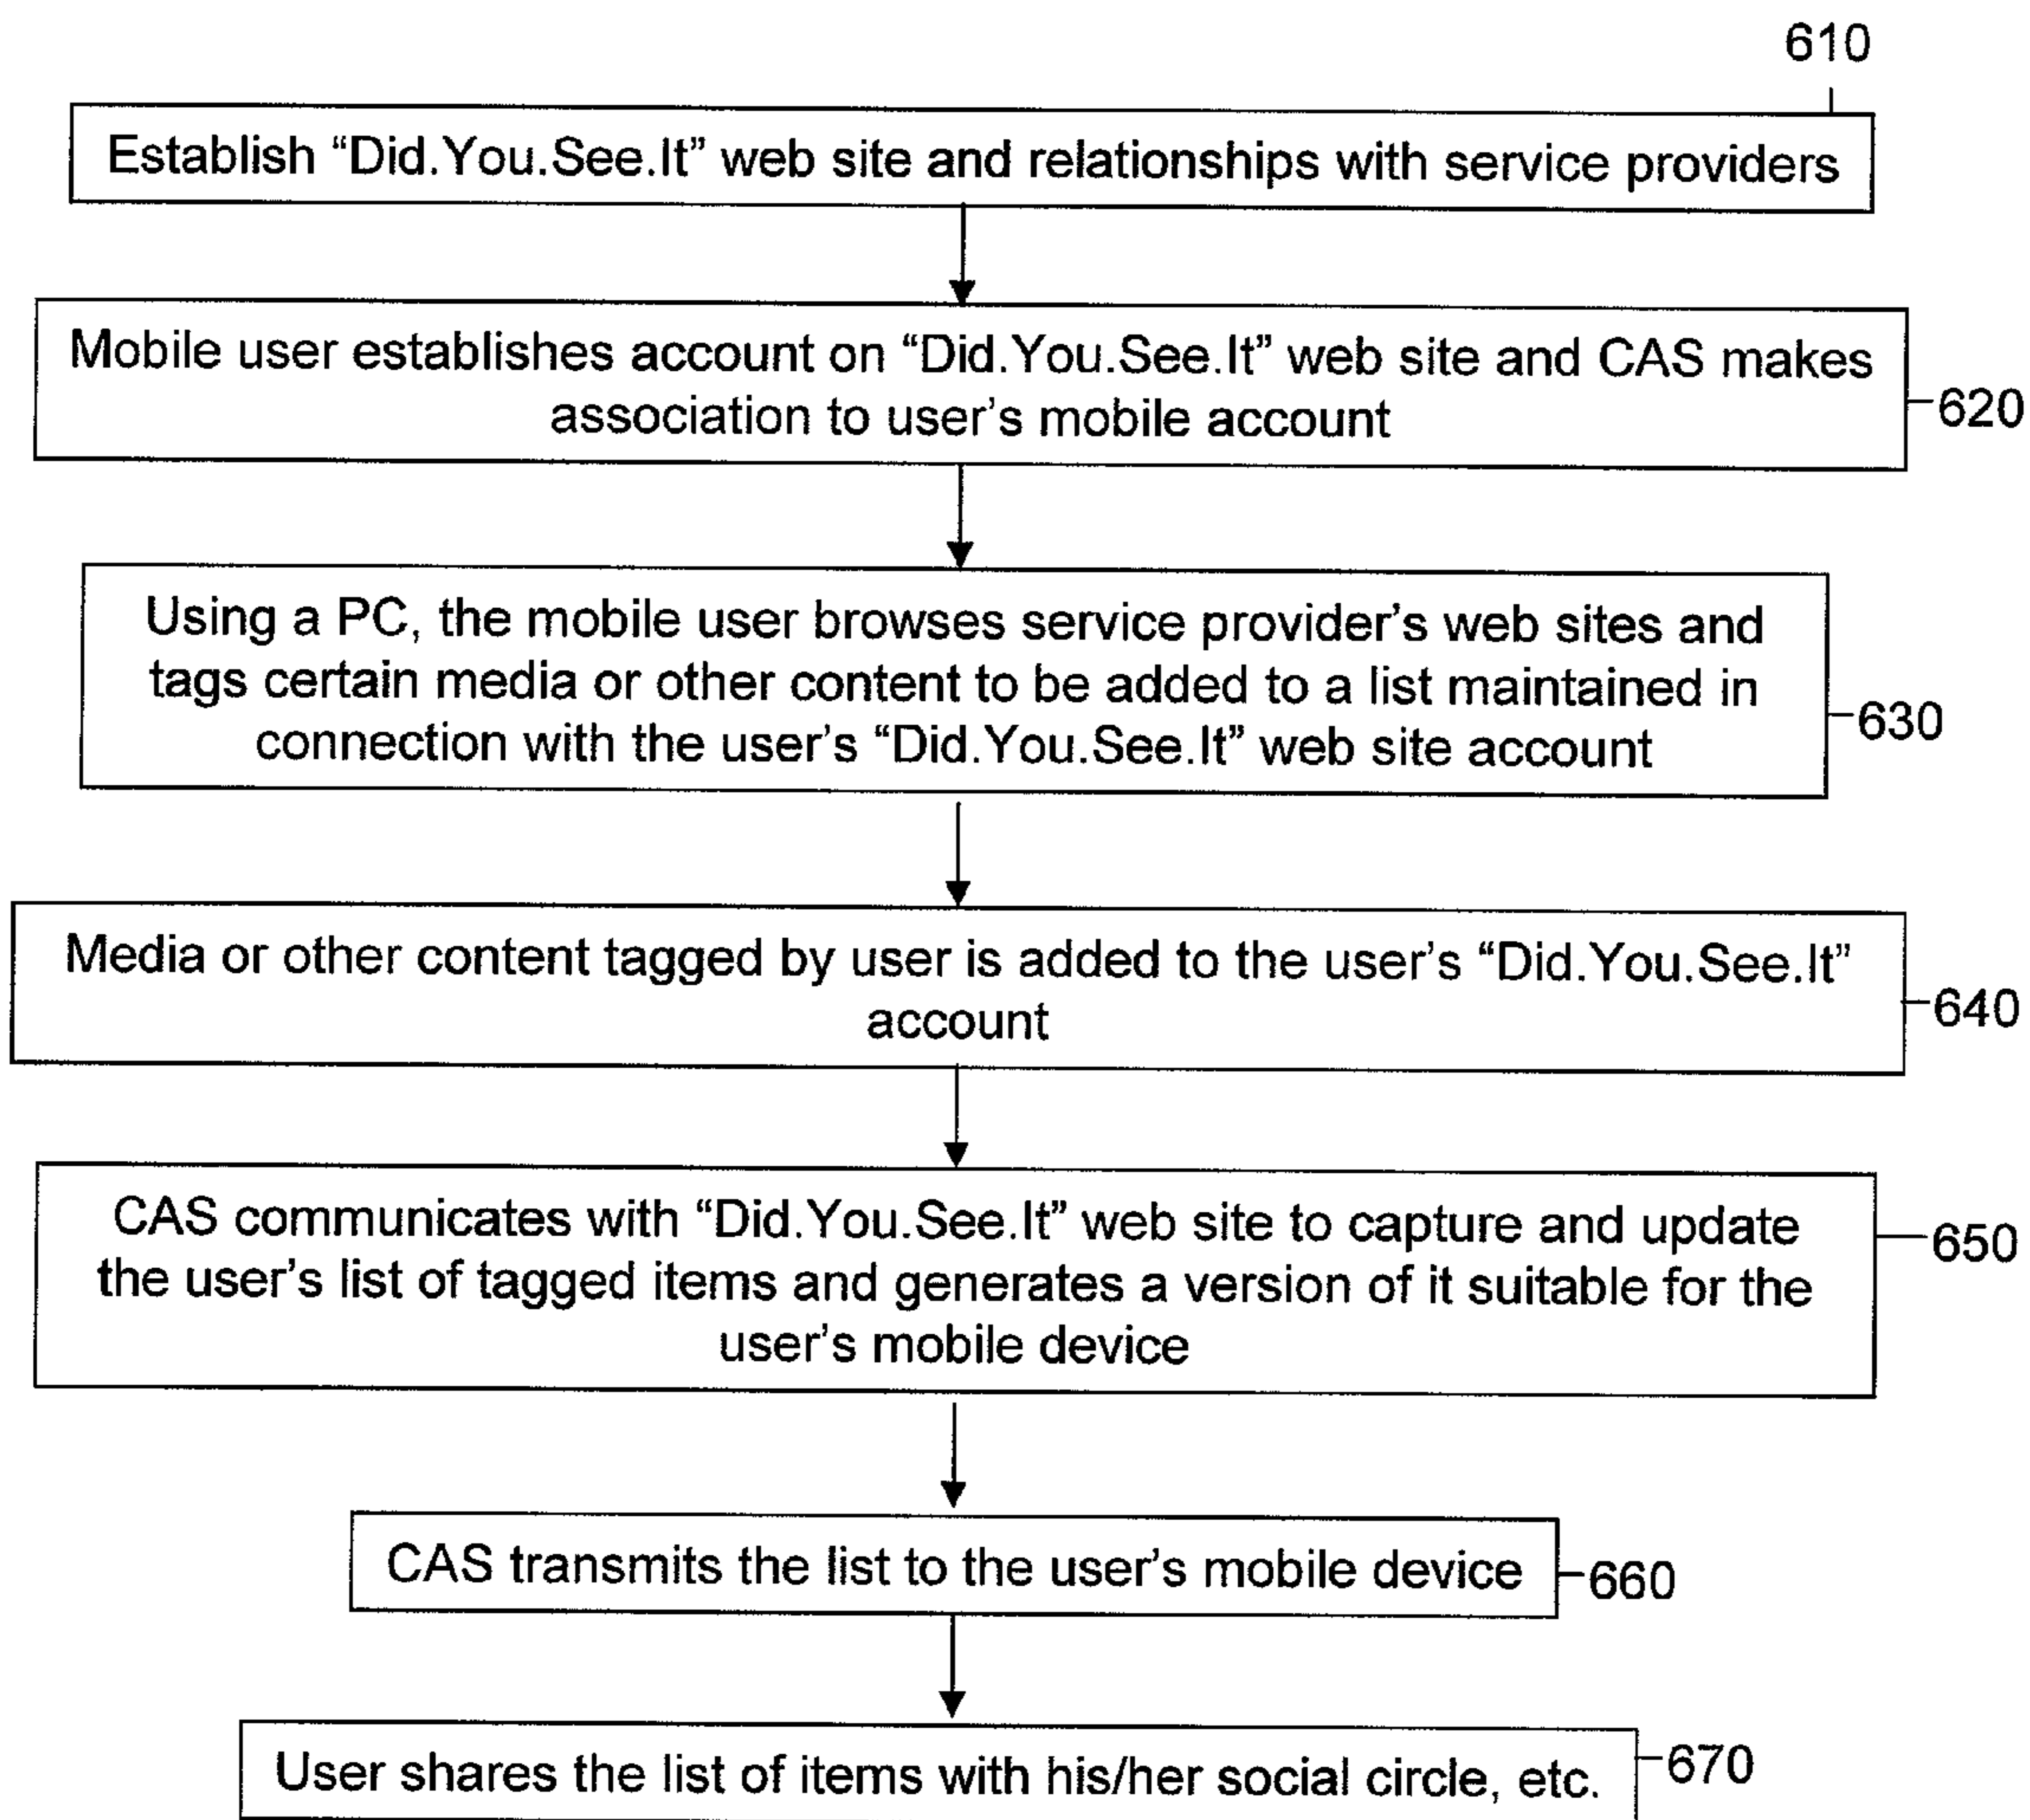 610
Establish “Did.You.See.It” web site and relationships with service providers
Mobile user establishes account on “Did.You.See.It” web site and CAS makes
association to user’s mobile account
620
Using a PC, the mobile user browses service provider’s web sites and
tags certain media or other content to be added to a list maintained in
connection with the user’s “Did.You.See.It” web site account
630
Media or other content tagged by user is added to the user’s “Did.You.See.It”
account
640
CAS communicates with “Did.You.See.It” web site to capture and update
the user’s list of tagged items and generates a version of it suitable for the
user’s mobile device
650
CAS transmits the list to the user’s mobile device
660
User shares the list of items with his/her social circle, etc.
670